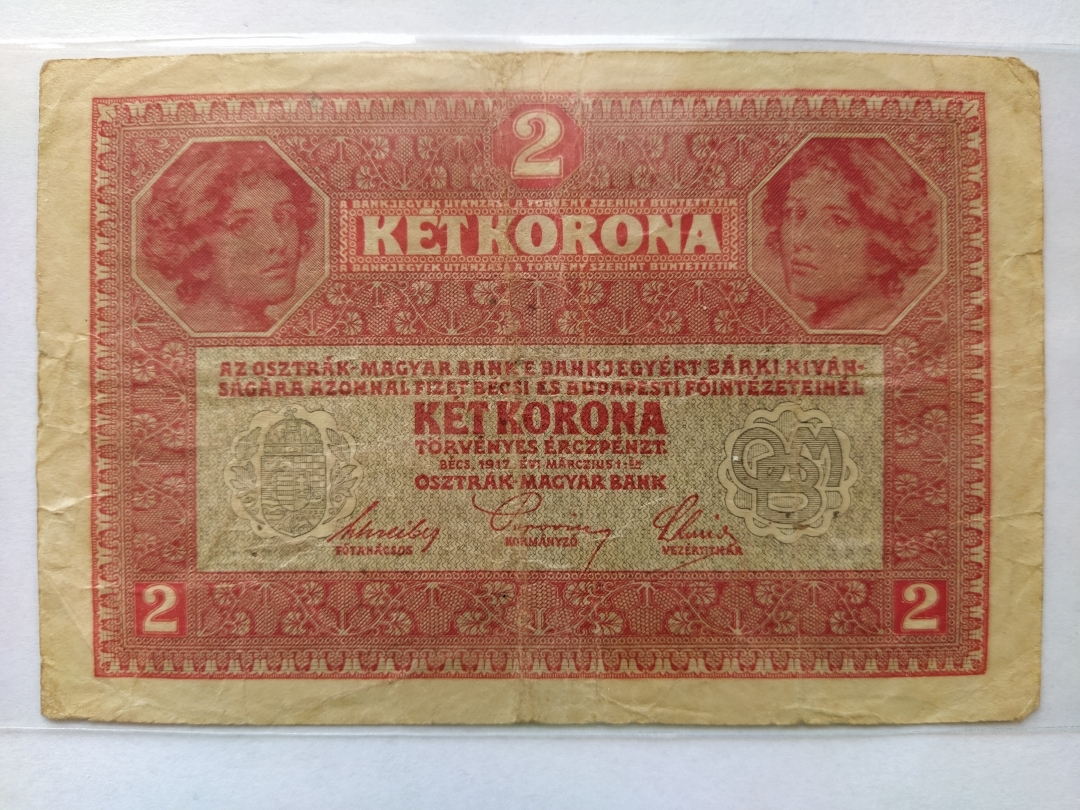 2
A BANKJEGYEK UTÁNZÁSA A TÖRVÉNY SZERINT BÜNTETTETIK
KÉT KORONA
A BANKJEGYEK UTÁNZÁSA A TÖRVÉNY SZERINT BÜNTETTETIK
AZ OSZTRÁK-MAGYAR BANK E BANKJEGYÉRT BÁRKI KIVÁN-
SÁGÁRA AZONNAL FIZET BÉCSI ÉS BUDAPESTI FŐINTÉZETEINÉL
KÉT KORONA
TÖRVÉNYES ÉRCZPÉNZT.
BÉCS, 1917. ÉVI MÁRCZIUS 1-ÉN
OSZTRÁK-MAGYAR BANK
FŐTANÁCSOS KORMÁNYZÓ VEZÉRTITKÁR
2 2